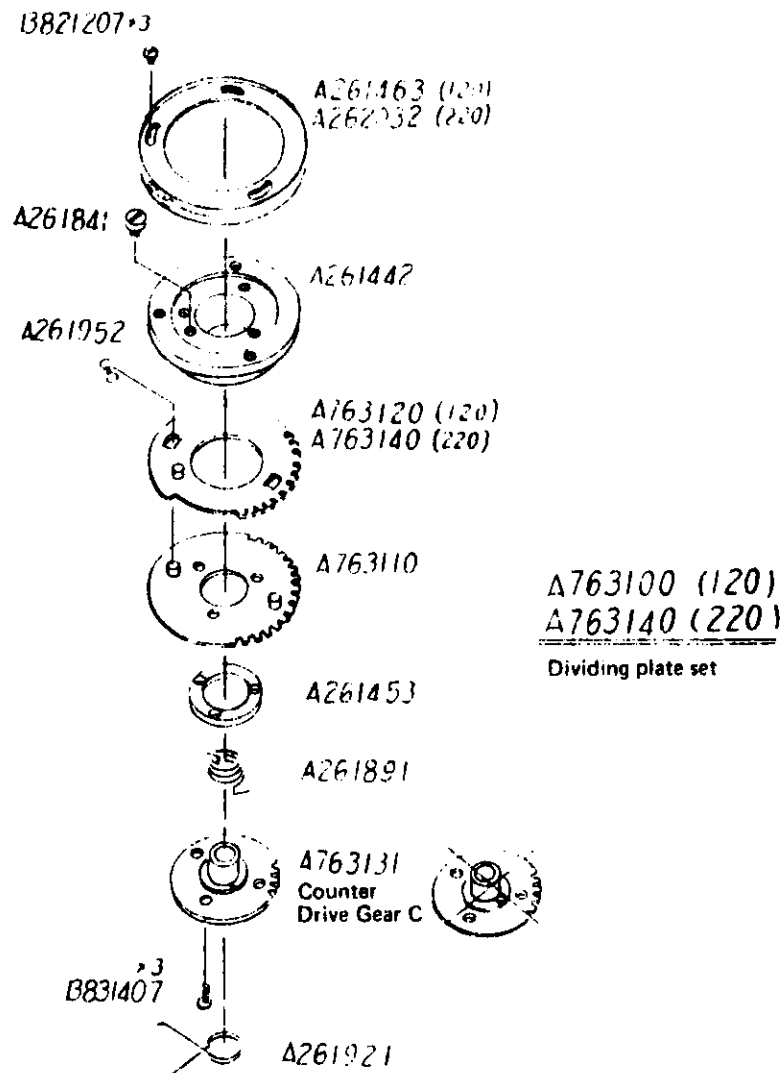 B821207×3
A261463 (120)
A262032 (220)
A261841
A261442
A261952
A763120 (120)
A763140 (220)
A763110
A763100 (120)
A763140 (220)
Dividing plate set
A261453
A261891
A763131
Counter
Drive Gear C
×3
B831407
A261921